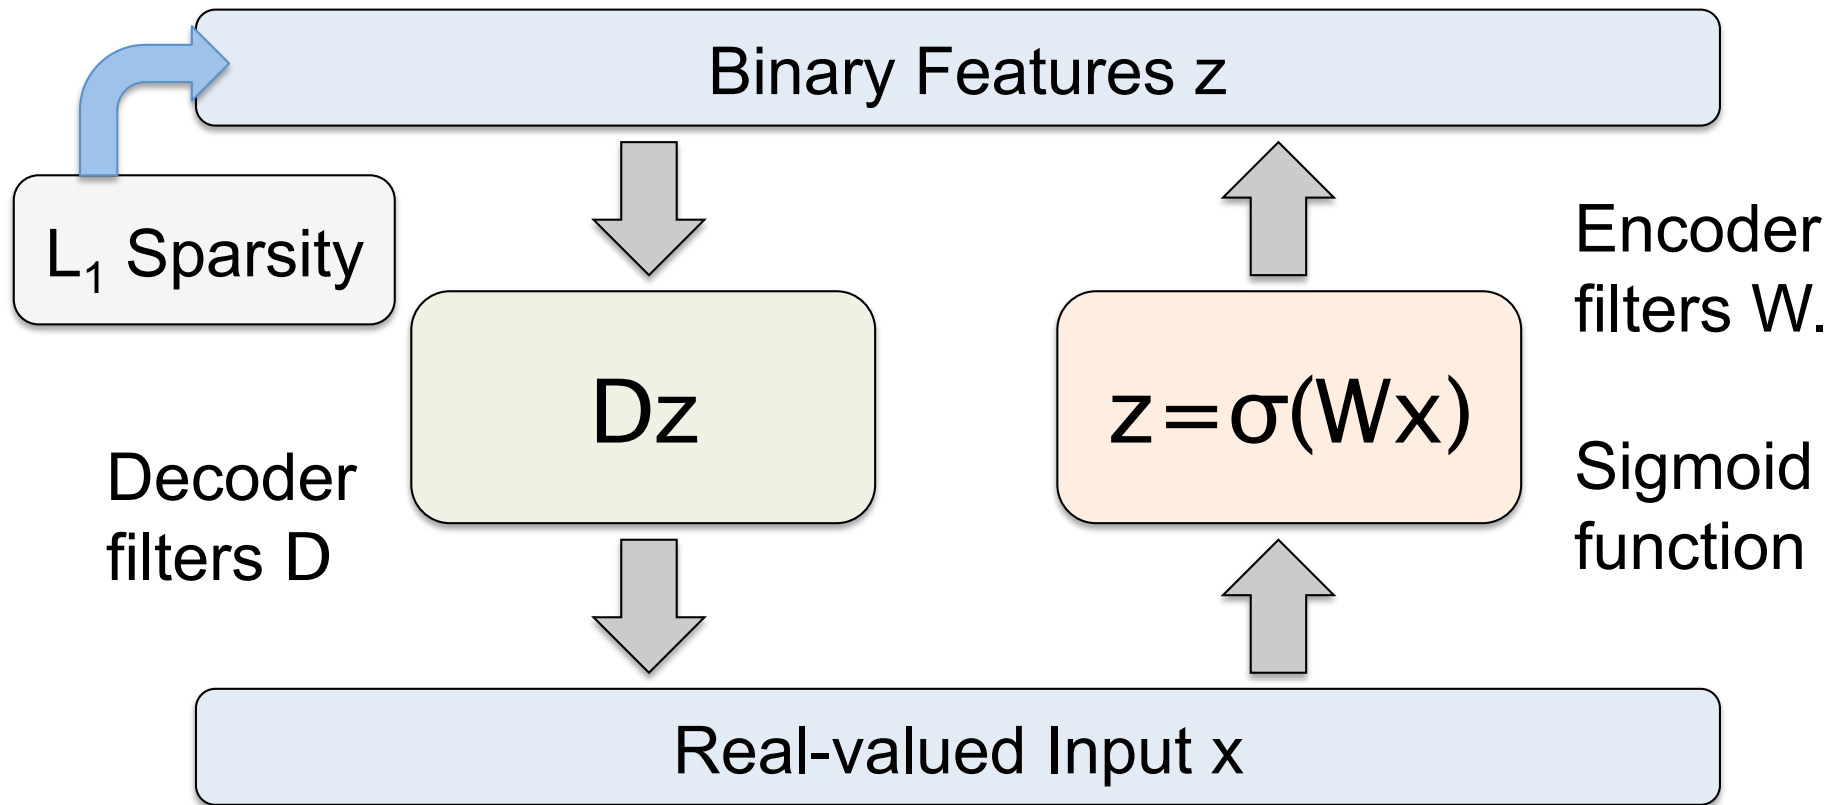 Binary Features z
L₁ Sparsity
Dz
Decoder
filters D
z=σ(Wx)
Encoder
filters W.
Sigmoid
function
Real-valued Input x